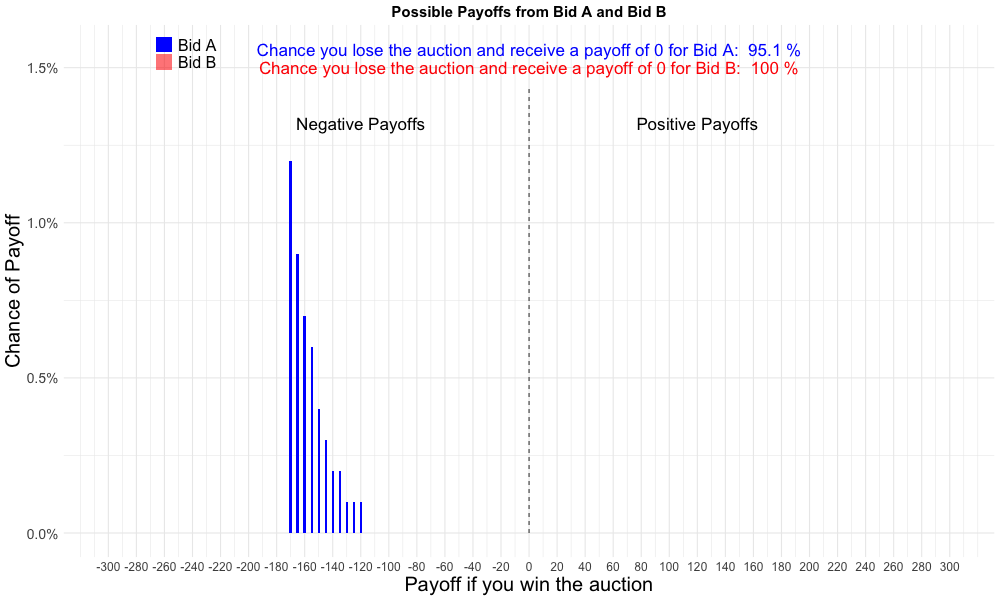 Possible Payoffs from Bid A and Bid B
Bid A
Bid B
Chance you lose the auction and receive a payoff of 0 for Bid A: 95.1 %
Chance you lose the auction and receive a payoff of 0 for Bid B: 100 %
Negative Payoffs
Positive Payoffs
Chance of Payoff
1.5%
1.0%
0.5%
0.0%
-300 -280 -260 -240 -220 -200 -180 -160 -140 -120 -100 -80 -60 -40 -20 0 20 40 60 80 100 120 140 160 180 200 220 240 260 280 300
Payoff if you win the auction